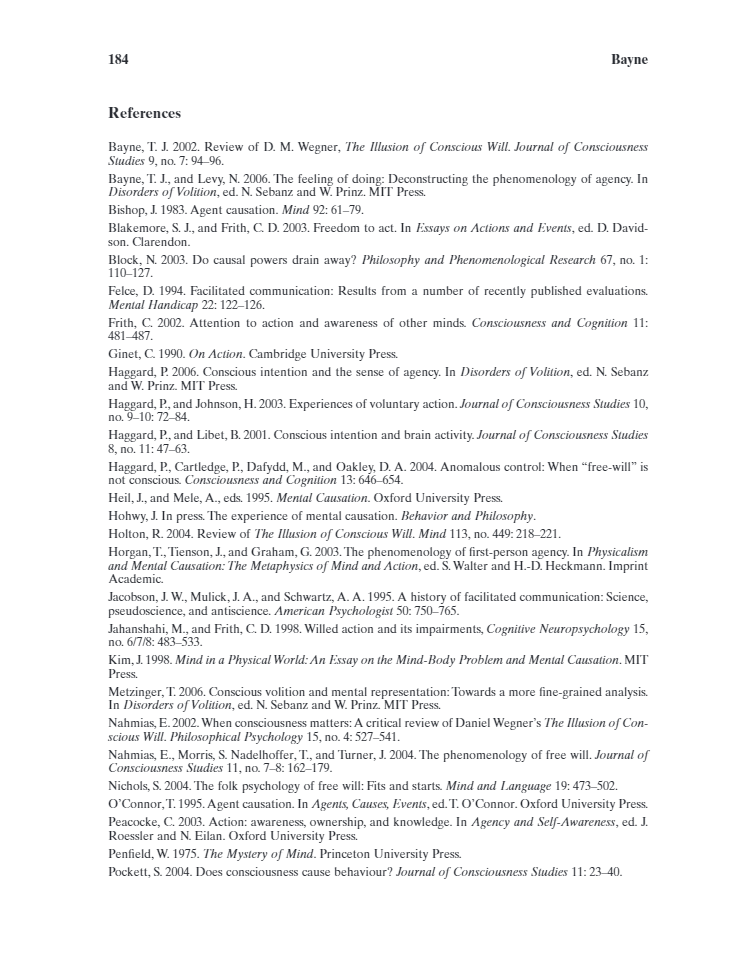 184 Bayne
References
Bayne, T. J. 2002. Review of D. M. Wegner, The Illusion of Conscious Will. Journal of Consciousness
Studies 9, no. 7: 94–96.
Bayne, T. J., and Levy, N. 2006. The feeling of doing: Deconstructing the phenomenology of agency. In
Disorders of Volition, ed. N. Sebanz and W. Prinz. MIT Press.
Bishop, J. 1983. Agent causation. Mind 92: 61–79.
Blakemore, S. J., and Frith, C. D. 2003. Freedom to act. In Essays on Actions and Events, ed. D. David-
son. Clarendon.
Block, N. 2003. Do causal powers drain away? Philosophy and Phenomenological Research 67, no. 1:
110–127.
Felce, D. 1994. Facilitated communication: Results from a number of recently published evaluations.
Mental Handicap 22: 122–126.
Frith, C. 2002. Attention to action and awareness of other minds. Consciousness and Cognition 11:
481–487.
Ginet, C. 1990. On Action. Cambridge University Press.
Haggard, P. 2006. Conscious intention and the sense of agency. In Disorders of Volition, ed. N. Sebanz
and W. Prinz. MIT Press.
Haggard, P., and Johnson, H. 2003. Experiences of voluntary action. Journal of Consciousness Studies 10,
no. 9–10: 72–84.
Haggard, P., and Libet, B. 2001. Conscious intention and brain activity. Journal of Consciousness Studies
8, no. 11: 47–63.
Haggard, P., Cartledge, P., Dafydd, M., and Oakley, D. A. 2004. Anomalous control: When “free-will” is
not conscious. Consciousness and Cognition 13: 646–654.
Heil, J., and Mele, A., eds. 1995. Mental Causation. Oxford University Press.
Hohwy, J. In press. The experience of mental causation. Behavior and Philosophy.
Holton, R. 2004. Review of The Illusion of Conscious Will. Mind 113, no. 449: 218–221.
Horgan, T., Tienson, J., and Graham, G. 2003. The phenomenology of first-person agency. In Physicalism
and Mental Causation: The Metaphysics of Mind and Action, ed. S. Walter and H.-D. Heckmann. Imprint
Academic.
Jacobson, J. W., Mulick, J. A., and Schwartz, A. A. 1995. A history of facilitated communication: Science,
pseudoscience, and antiscience. American Psychologist 50: 750–765.
Jahanshahi, M., and Frith, C. D. 1998. Willed action and its impairments, Cognitive Neuropsychology 15,
no. 6/7/8: 483–533.
Kim, J. 1998. Mind in a Physical World: An Essay on the Mind-Body Problem and Mental Causation. MIT
Press.
Metzinger, T. 2006. Conscious volition and mental representation: Towards a more fine-grained analysis.
In Disorders of Volition, ed. N. Sebanz and W. Prinz. MIT Press.
Nahmias, E. 2002. When consciousness matters: A critical review of Daniel Wegner’s The Illusion of Con-
scious Will. Philosophical Psychology 15, no. 4: 527–541.
Nahmias, E., Morris, S. Nadelhoffer, T., and Turner, J. 2004. The phenomenology of free will. Journal of
Consciousness Studies 11, no. 7–8: 162–179.
Nichols, S. 2004. The folk psychology of free will: Fits and starts. Mind and Language 19: 473–502.
O’Connor, T. 1995. Agent causation. In Agents, Causes, Events, ed. T. O’Connor. Oxford University Press.
Peacocke, C. 2003. Action: awareness, ownership, and knowledge. In Agency and Self-Awareness, ed. J.
Roessler and N. Eilan. Oxford University Press.
Penfield, W. 1975. The Mystery of Mind. Princeton University Press.
Pockett, S. 2004. Does consciousness cause behaviour? Journal of Consciousness Studies 11: 23–40.